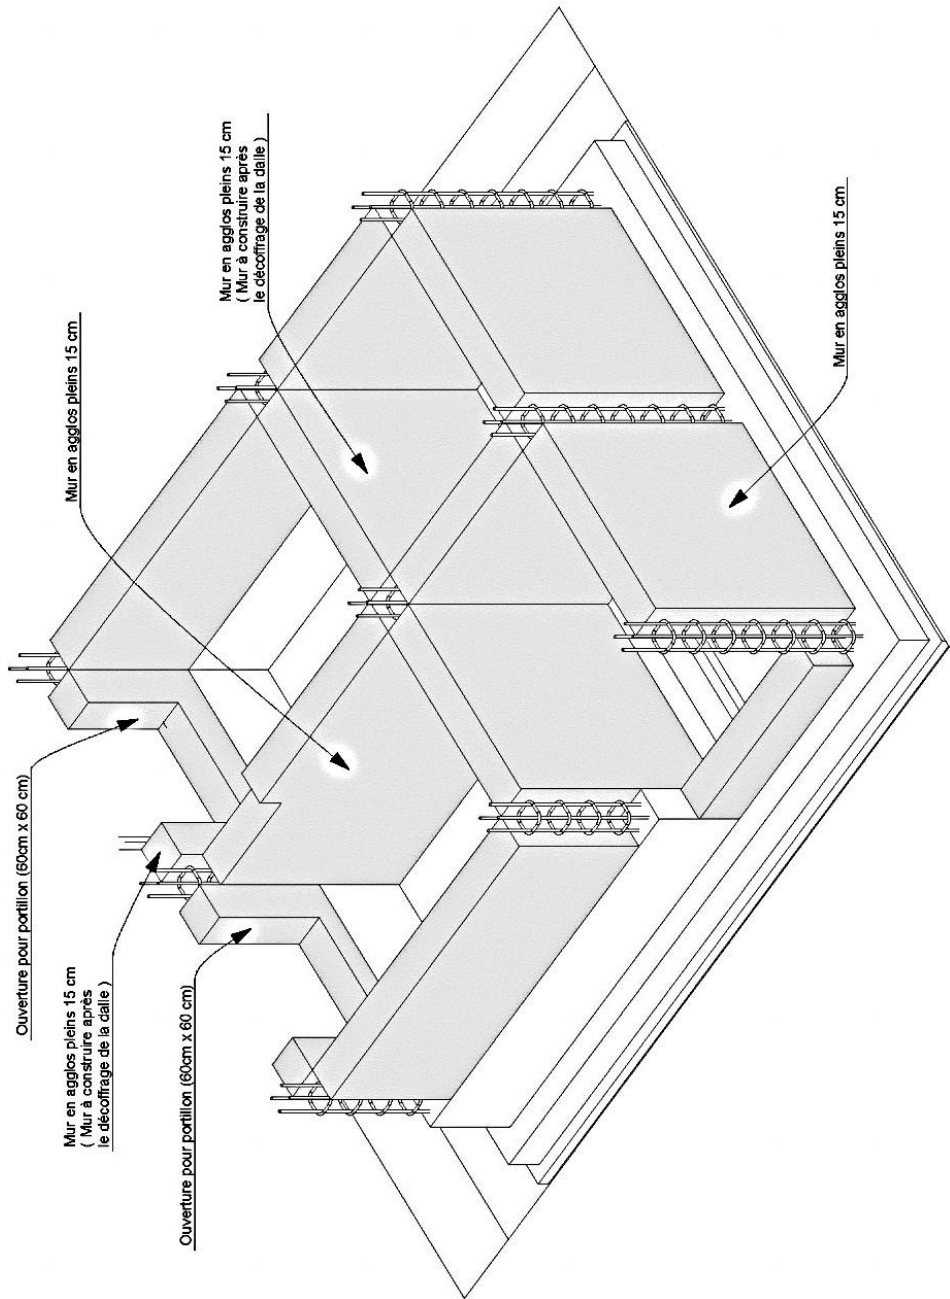 Ouverture pour portillon (60cm x 60 cm)
Mur en agglos pleins 15 cm
( Mur à construire après
le décoffrage de la dalle )
Ouverture pour portillon (60cm x 60 cm)
Mur en agglos pleins 15 cm
Mur en agglos pleins 15 cm
( Mur à construire après
le décoffrage de la dalle )
Mur en agglos pleins 15 cm